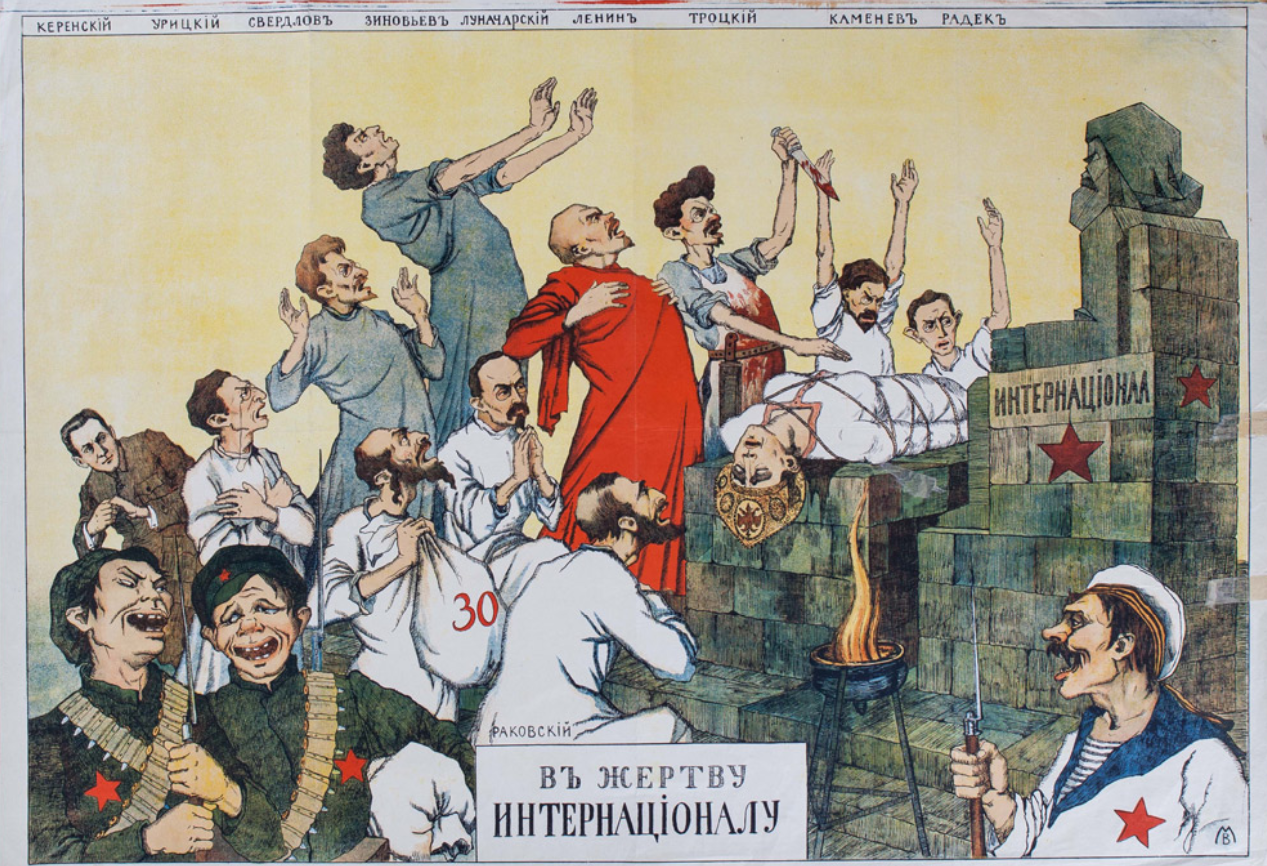 КЕРЕНСКІЙ УРИЦКІЙ СВЕРДЛОВЪ ЗИНОВЬЕВЪ ЛУНАЧАРСКІЙ ЛЕНИНЪ ТРОЦКІЙ КАМЕНЕВЪ РАДЕКЪ
ИНТЕРНАЦІОНАЛ
30
РАКОВСКІЙ
ВЪ ЖЕРТВУ
ИНТЕРНАЦІОНАЛУ